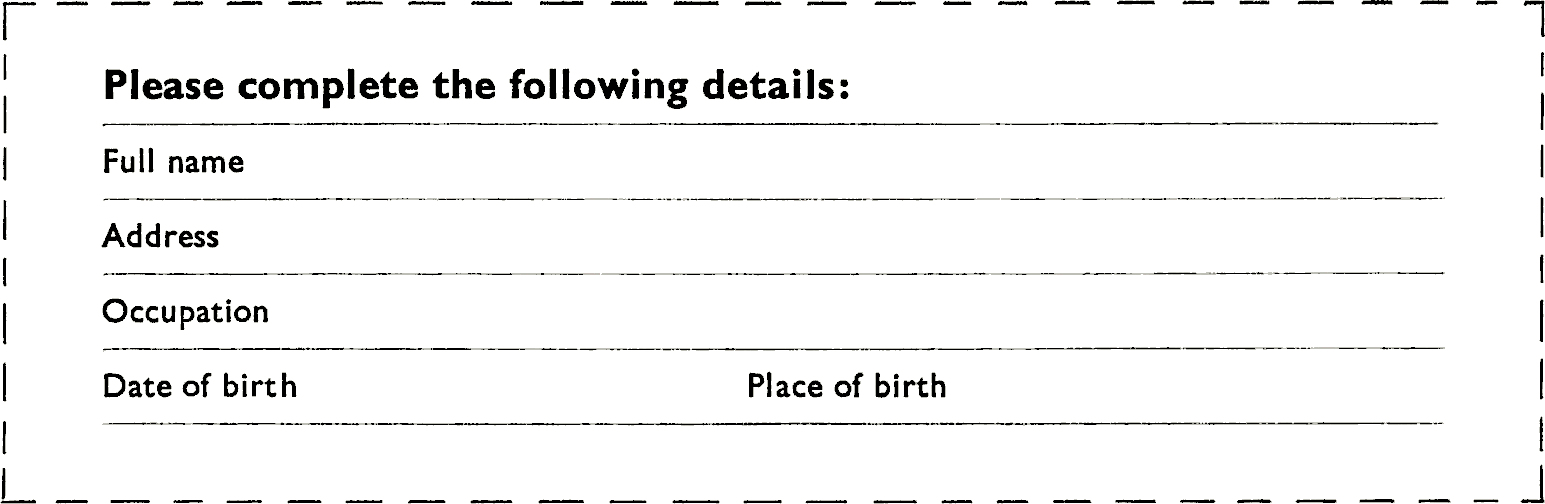 Please complete the following details:
Full name
Address
Occupation
Date of birth Place of birth